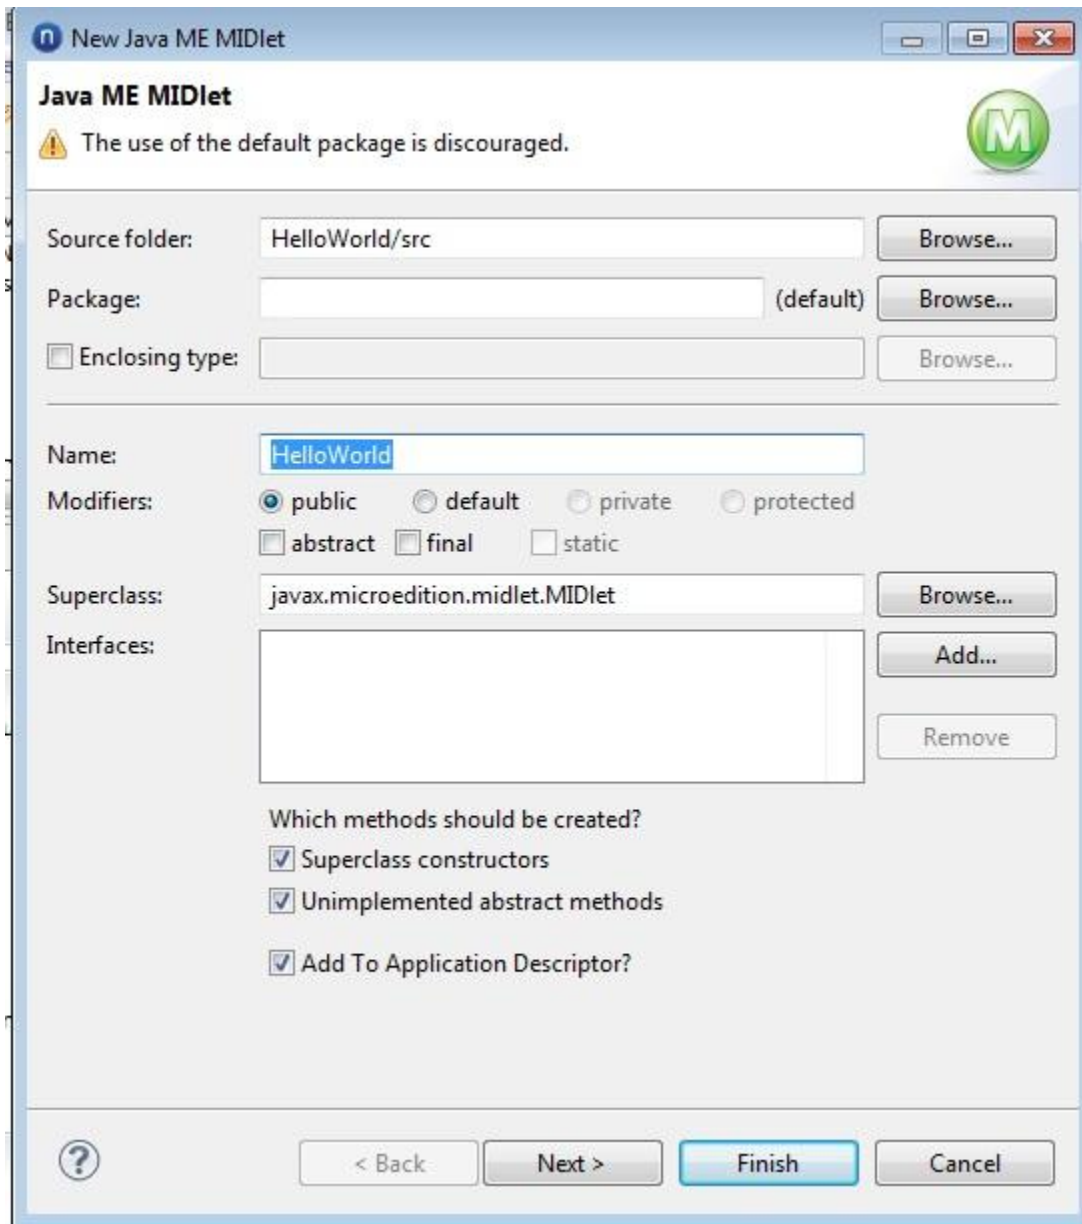 n New Java ME MIDlet
Java ME MIDlet
The use of the default package is discouraged.
M
Source folder: HelloWorld/src Browse...
Package: (default) Browse...
Enclosing type: Browse...
Name: HelloWorld
Modifiers: public default private protected
abstract final static
Superclass: javax.microedition.midlet.MIDlet Browse...
Interfaces: Add...
Remove
Which methods should be created?
Superclass constructors
Unimplemented abstract methods
Add To Application Descriptor?
? < Back Next > Finish Cancel